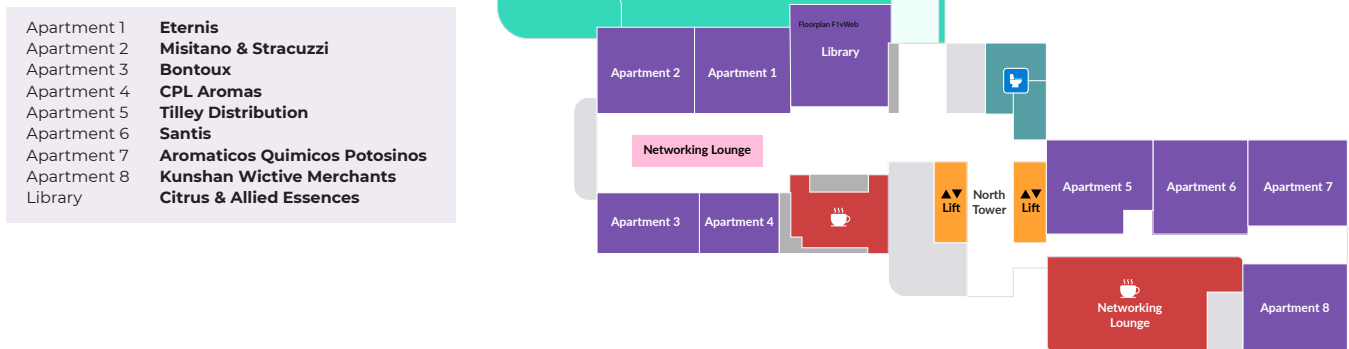 Apartment 1 Eternis
Apartment 2 Misitano & Stracuzzi
Apartment 3 Bontoux
Apartment 4 CPL Aromas
Apartment 5 Tilley Distribution
Apartment 6 Santis
Apartment 7 Aromaticos Quimicos Potosinos
Apartment 8 Kunshan Wictive Merchants
Library Citrus & Allied Essences
Floorplan F1vWeb
Library
Apartment 2
Apartment 1
Networking Lounge
Apartment 3
Apartment 4
▲▼
Lift
North
Tower
▲▼
Lift
Apartment 5
Apartment 6
Apartment 7
Networking
Lounge
Apartment 8